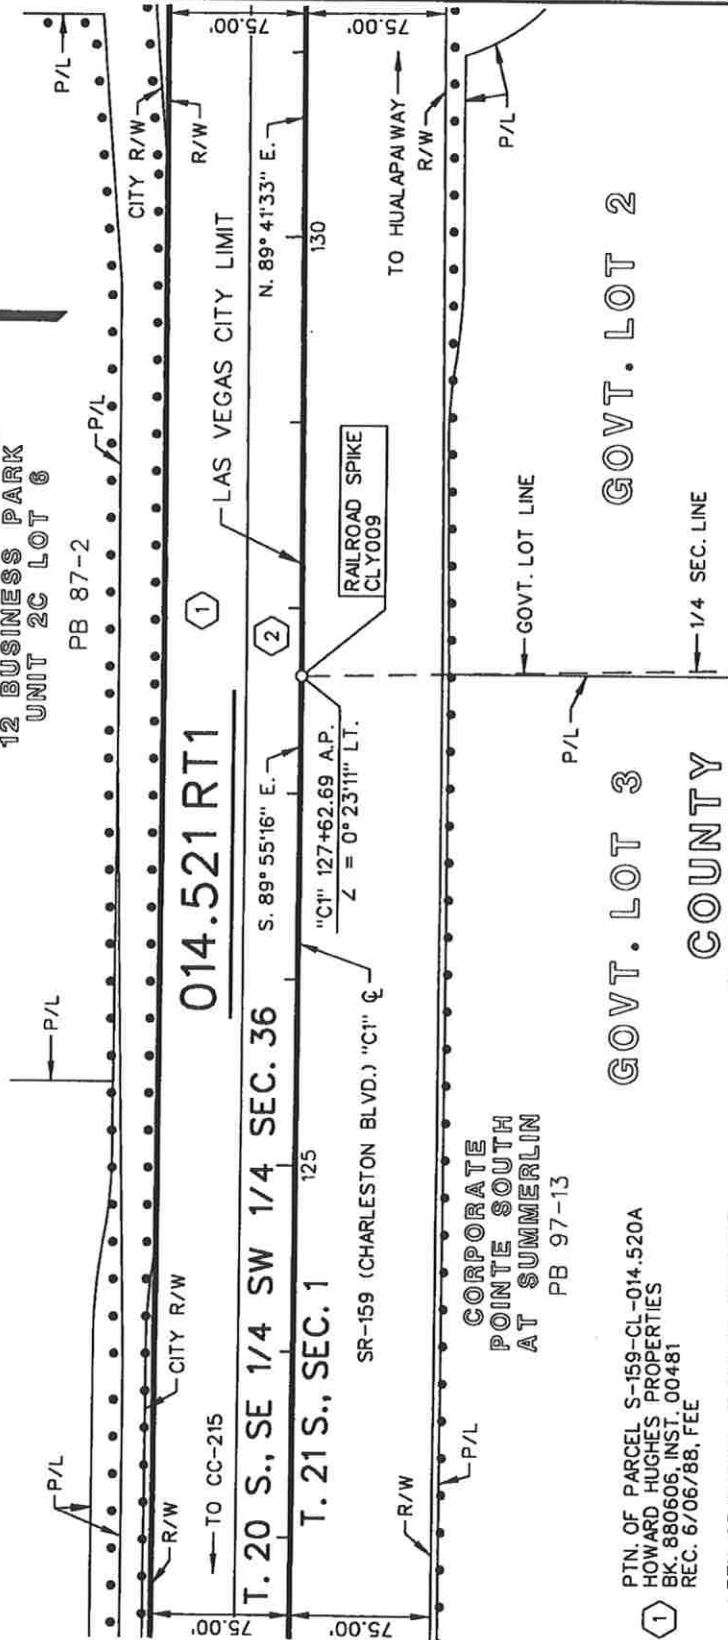 12 BUSINESS PARK
UNIT 2C LOT 6
PB 87-2
P/L
P/L
P/L
P/L
CITY R/W
R/W
CITY R/W
R/W
75.00'
75.00'
75.00'
75.00'
014.521 RT1
1
2
LAS VEGAS CITY LIMIT
N. 89° 41'33" E.
S. 89° 55'16" E.
130
125
TO HUALAPAI WAY
TO CC-215
RAILROAD SPIKE
CLY009
"C1" 127+62.69 A.P.
∠ = 0° 23'11" LT.
T. 20 S., SE 1/4 SW 1/4 SEC. 36
T. 21 S., SEC. 1
SR-159 (CHARLESTON BLVD.) "C1" ℄
R/W
P/L
R/W
P/L
GOVT. LOT LINE
1/4 SEC. LINE
P/L
GOVT. LOT 2
GOVT. LOT 3
COUNTY
CORPORATE
POINTE SOUTH
AT SUMMERLIN
PB 97-13
1
PTN. OF PARCEL S-159-CL-014.520A
HOWARD HUGHES PROPERTIES
BK. 880606, INST. 00481
REC. 6/06/88, FEE